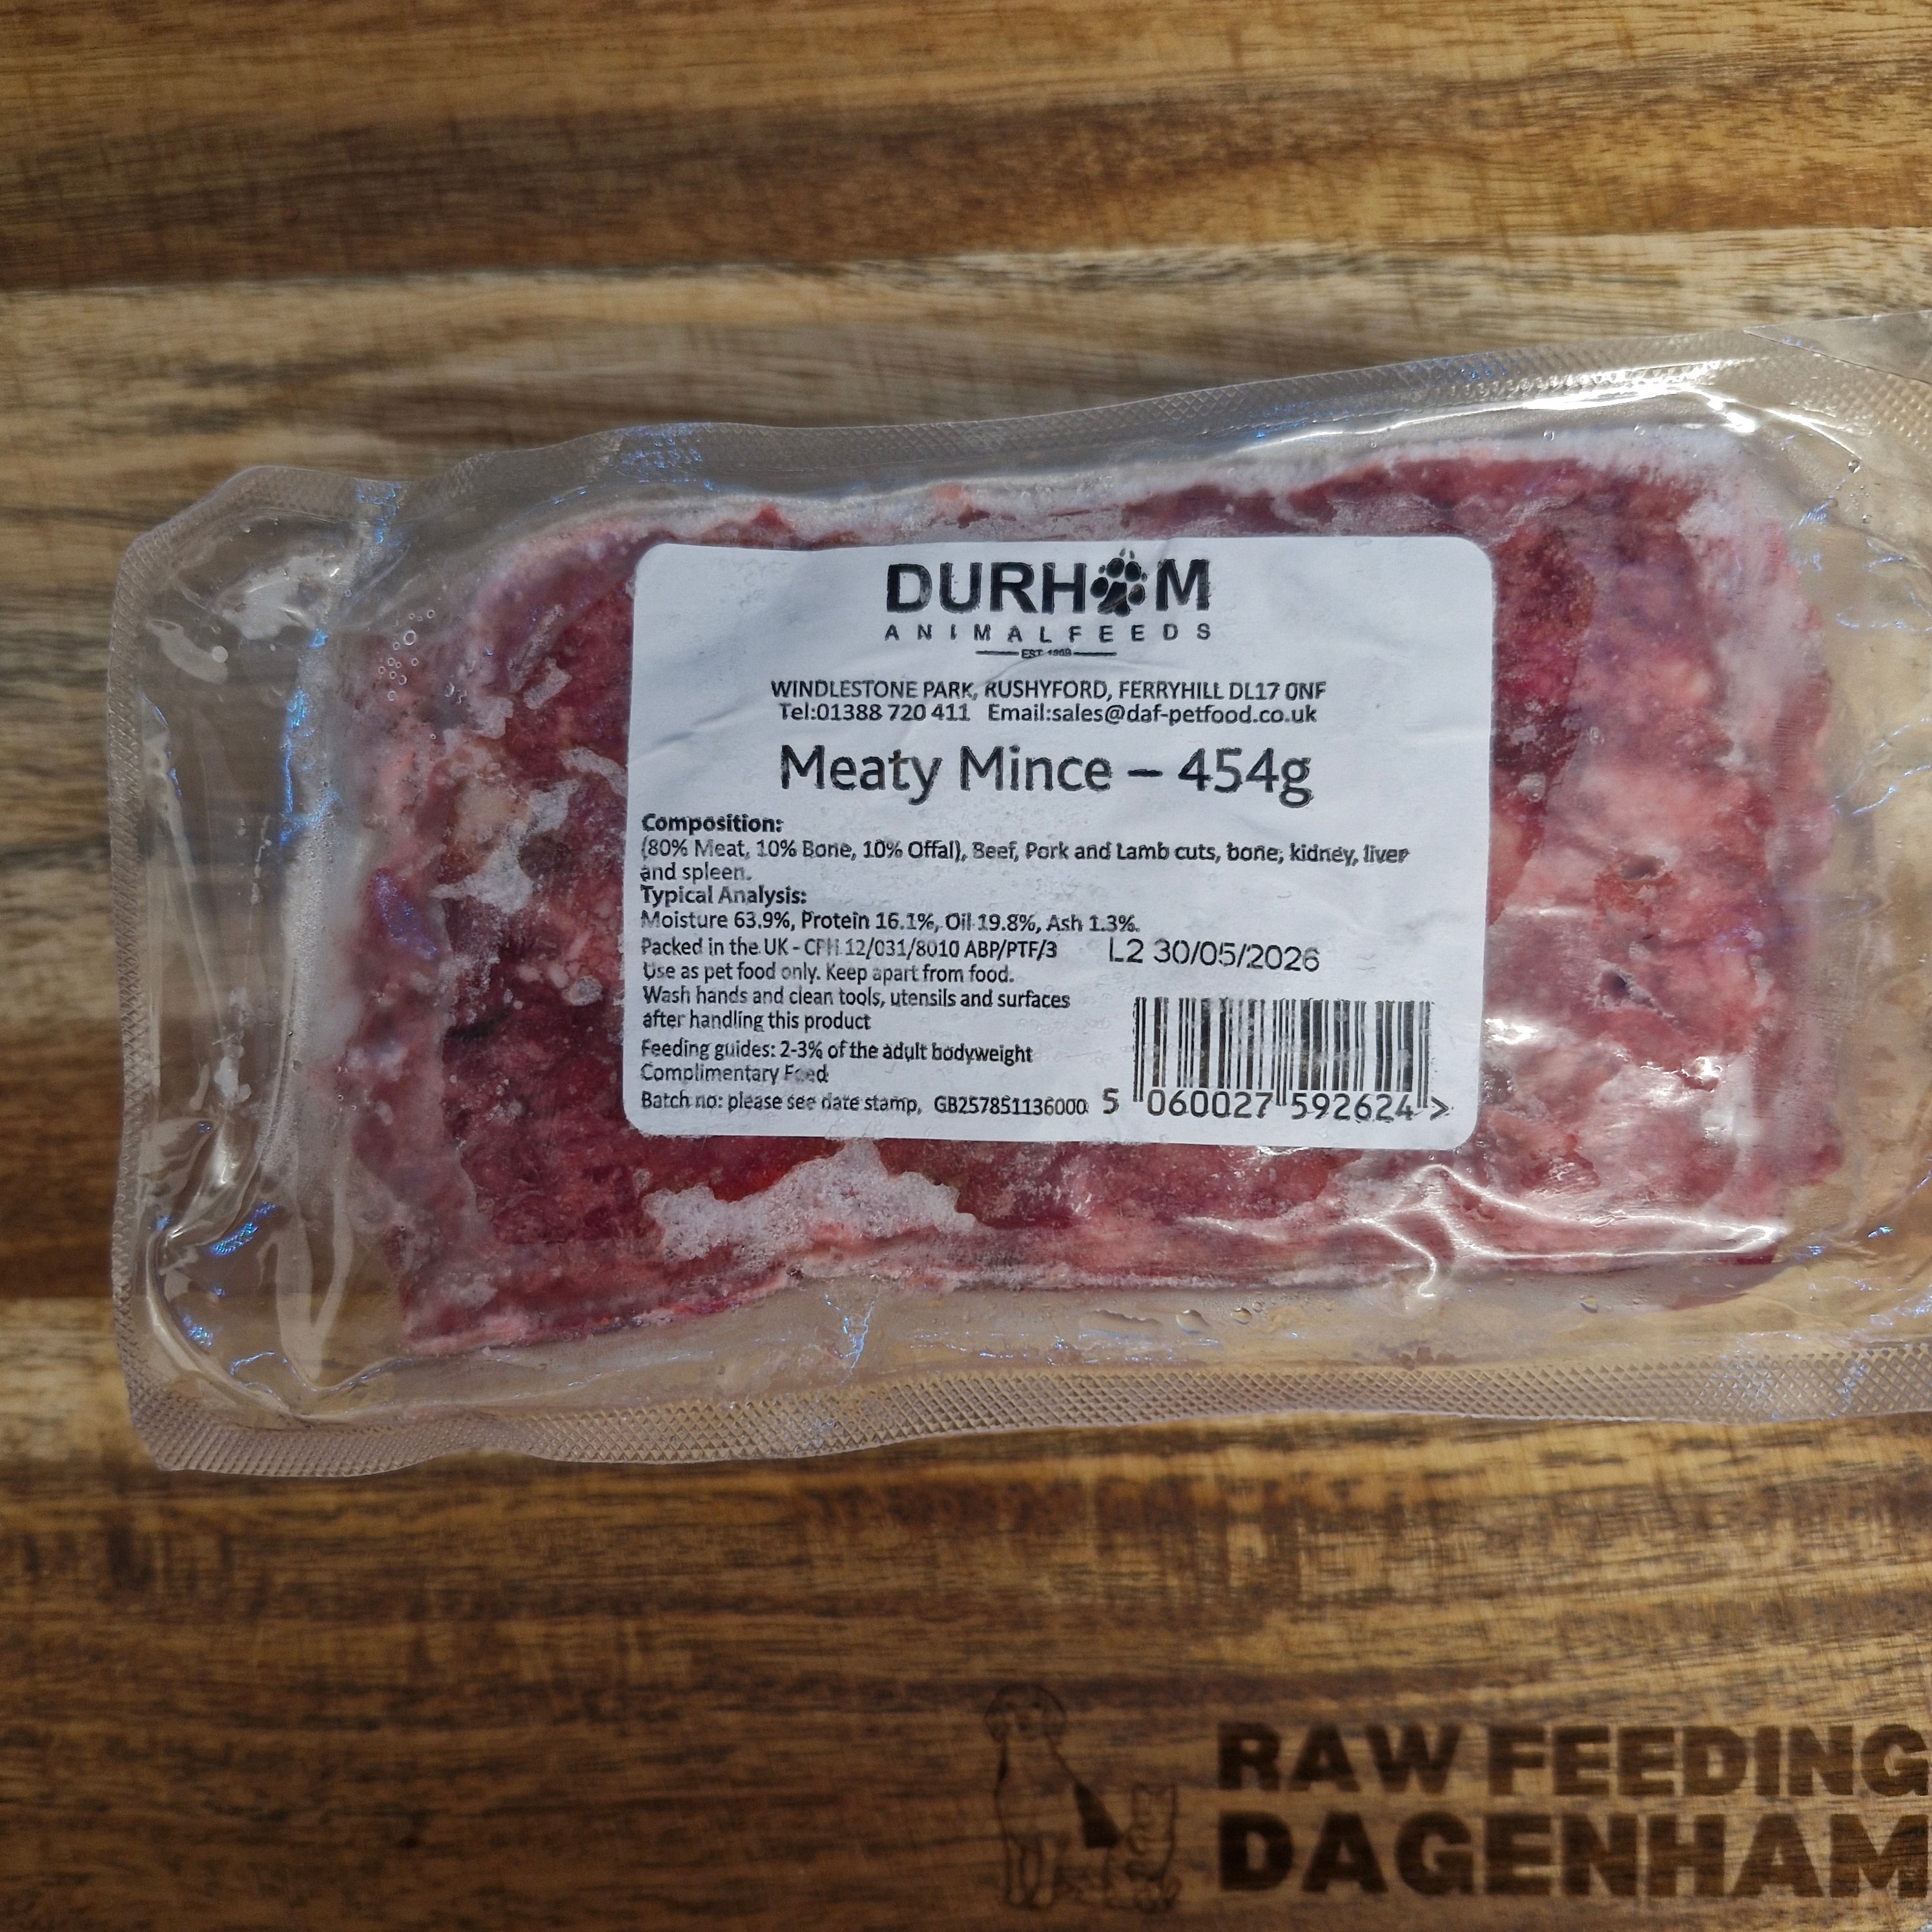 DURHAM
ANIMALFEEDS
EST 1969
WINDLESTONE PARK, RUSHYFORD, FERRYHILL DL17 0NF
Tel:01388 720 411 Email:sales@daf-petfood.co.uk
Meaty Mince – 454g
Composition:
(80% Meat, 10% Bone, 10% Offal), Beef, Pork and Lamb cuts, bone, kidney, liver
and spleen.
Typical Analysis:
Moisture 63.9%, Protein 16.1%, Oil 19.8%, Ash 1.3%.
Packed in the UK - CPH 12/031/8010 ABP/PTF/3 L2 30/05/2026
Use as pet food only. Keep apart from food.
Wash hands and clean tools, utensils and surfaces
after handling this product
Feeding guides: 2-3% of the adult bodyweight
Complimentary Feed
Batch no: please see date stamp, GB257851136000
5 060027 592624 >
RAW FEEDING
DAGENHAM